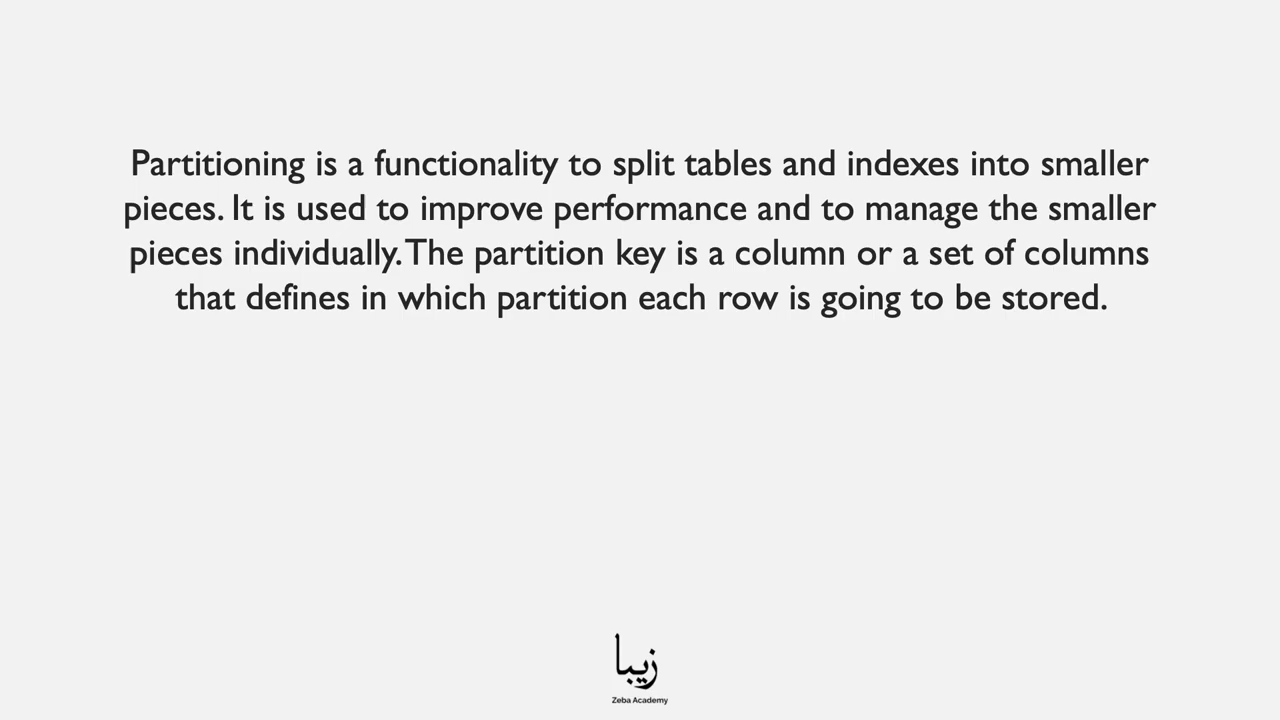 Partitioning is a functionality to split tables and indexes into smaller
pieces. It is used to improve performance and to manage the smaller
pieces individually. The partition key is a column or a set of columns
that defines in which partition each row is going to be stored.
زيبا
Zeba Academy